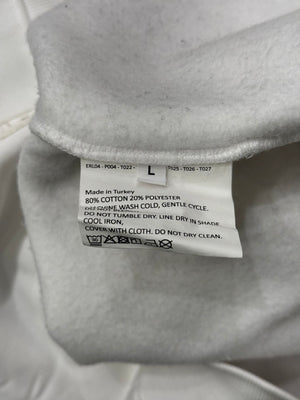 EXL04 - P004 - T022 -
L
T025 - T026 - T027
Made in Turkey
80% COTTON 20% POLYESTER
WASH COLD, GENTLE CYCLE.
DO NOT TUMBLE DRY. LINE DRY IN SHADE.
COOL IRON,
COVER WITH CLOTH. DO NOT DRY CLEAN.